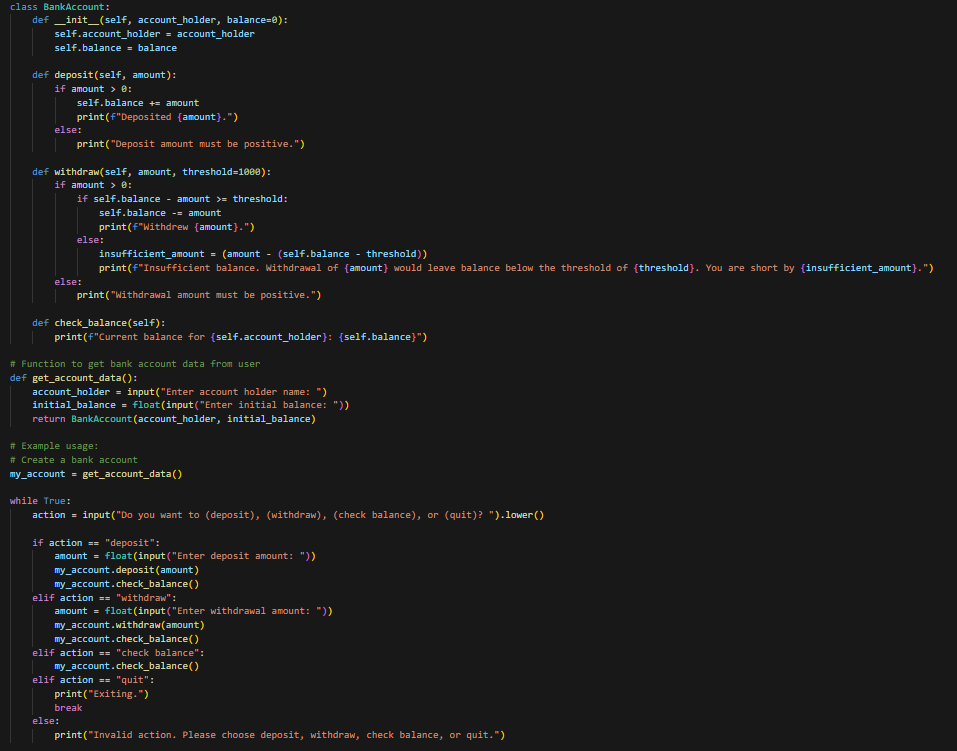 class BankAccount:
    def __init__(self, account_holder, balance=0):
        self.account_holder = account_holder
        self.balance = balance

    def deposit(self, amount):
        if amount > 0:
            self.balance += amount
            print(f"Deposited {amount}.")
        else:
            print("Deposit amount must be positive.")

    def withdraw(self, amount, threshold=1000):
        if amount > 0:
            if self.balance - amount >= threshold:
                self.balance -= amount
                print(f"Withdrew {amount}.")
            else:
                insufficient_amount = (amount - (self.balance - threshold))
                print(f"Insufficient balance. Withdrawal of {amount} would leave balance below the threshold of {threshold}. You are short by {insufficient_amount}.")
        else:
            print("Withdrawal amount must be positive.")

    def check_balance(self):
        print(f"Current balance for {self.account_holder}: {self.balance}")

# Function to get bank account data from user
def get_account_data():
    account_holder = input("Enter account holder name: ")
    initial_balance = float(input("Enter initial balance: "))
    return BankAccount(account_holder, initial_balance)

# Example usage:
# Create a bank account
my_account = get_account_data()

while True:
    action = input("Do you want to (deposit), (withdraw), (check balance), or (quit)? ").lower()

    if action == "deposit":
        amount = float(input("Enter deposit amount: "))
        my_account.deposit(amount)
        my_account.check_balance()
    elif action == "withdraw":
        amount = float(input("Enter withdrawal amount: "))
        my_account.withdraw(amount)
        my_account.check_balance()
    elif action == "check balance":
        my_account.check_balance()
    elif action == "quit":
        print("Exiting.")
        break
    else:
        print("Invalid action. Please choose deposit, withdraw, check balance, or quit.")